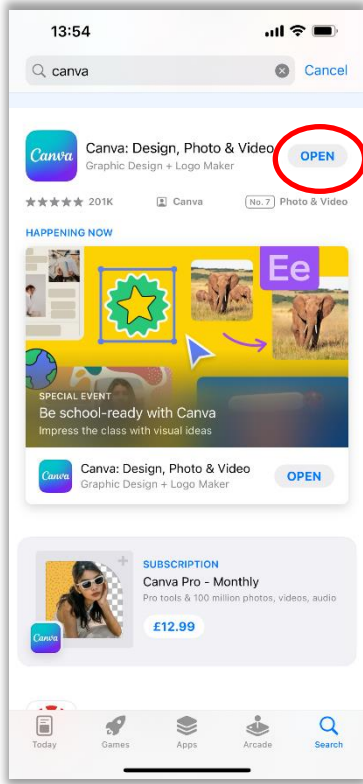 13:54
canva
Cancel
Canva
Canva: Design, Photo & Video
Graphic Design + Logo Maker
OPEN
201K
Canva
No. 7
Photo & Video
HAPPENING NOW
Ee
SPECIAL EVENT
Be school-ready with Canva
Impress the class with visual ideas
Canva
Canva: Design, Photo & Video
Graphic Design + Logo Maker
OPEN
SUBSCRIPTION
Canva Pro - Monthly
Pro tools & 100 million photos, videos, audio
£12.99
Canva
Today
Games
Apps
Arcade
Search